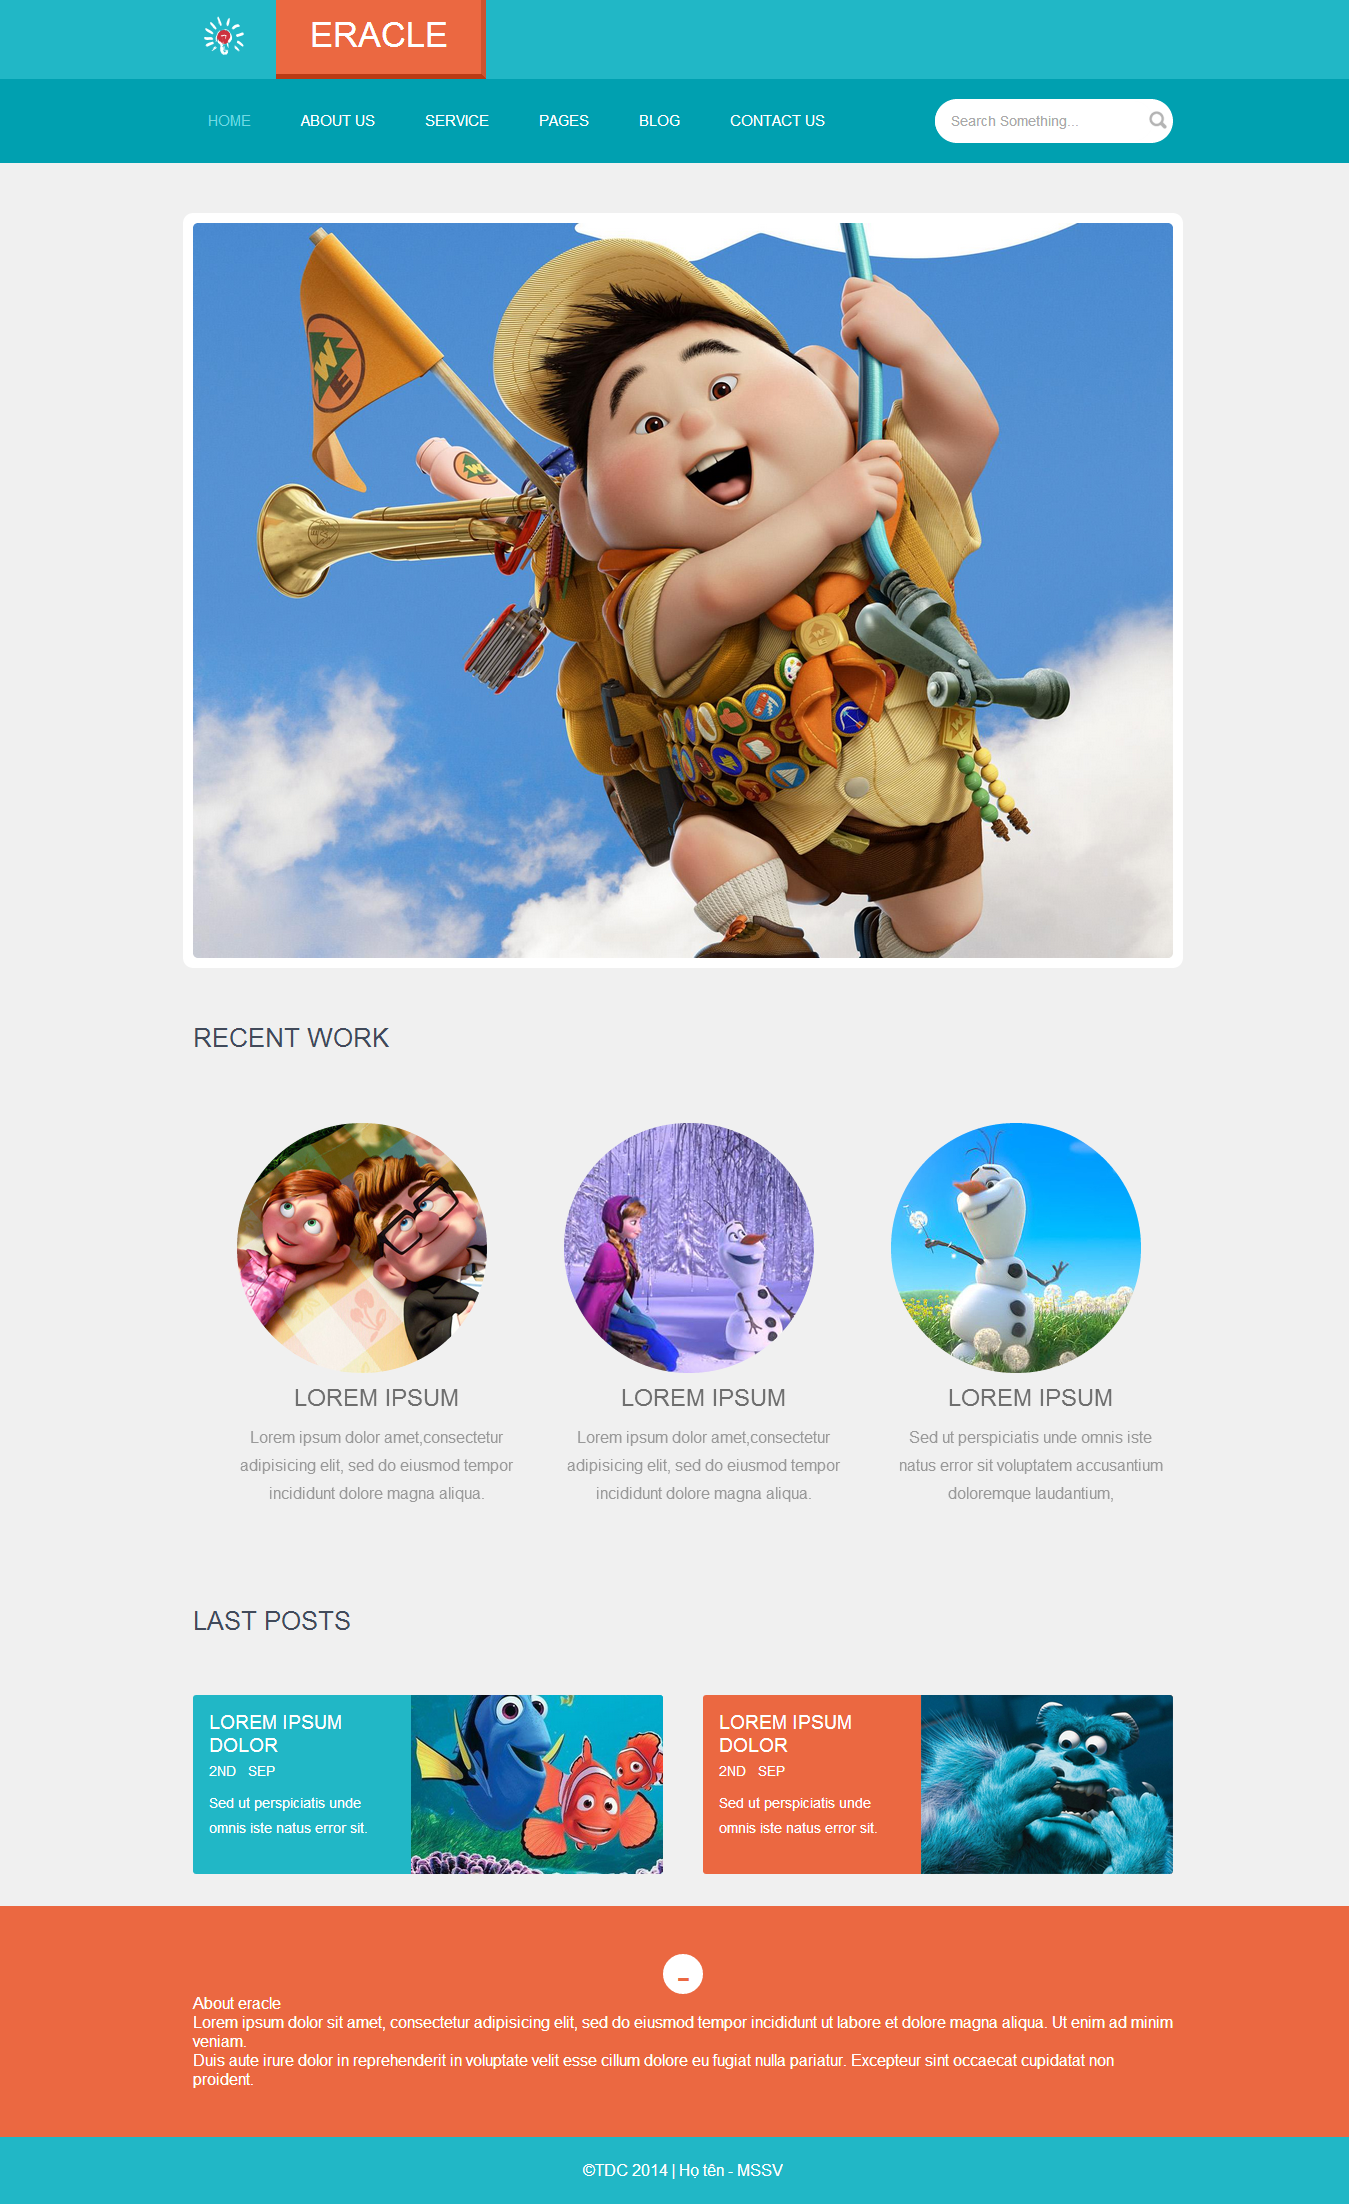 ERACLE
HOME
ABOUT US
SERVICE
PAGES
BLOG
CONTACT US
Search Something...
W
E
RECENT WORK
LOREM IPSUM
Lorem ipsum dolor amet,consectetur
adipisicing elit, sed do eiusmod tempor
incididunt dolore magna aliqua.
LOREM IPSUM
Lorem ipsum dolor amet,consectetur
adipisicing elit, sed do eiusmod tempor
incididunt dolore magna aliqua.
LOREM IPSUM
Sed ut perspiciatis unde omnis iste
natus error sit voluptatem accusantium
doloremque laudantium,
LAST POSTS
LOREM IPSUM
DOLOR
2ND SEP
Sed ut perspiciatis unde
omnis iste natus error sit.
LOREM IPSUM
DOLOR
2ND SEP
Sed ut perspiciatis unde
omnis iste natus error sit.
About eracle
Lorem ipsum dolor sit amet, consectetur adipisicing elit, sed do eiusmod tempor incididunt ut labore et dolore magna aliqua. Ut enim ad minim
veniam.
Duis aute irure dolor in reprehenderit in voluptate velit esse cillum dolore eu fugiat nulla pariatur. Excepteur sint occaecat cupidatat non
proident.
©TDC 2014 | Họ tên - MSSV